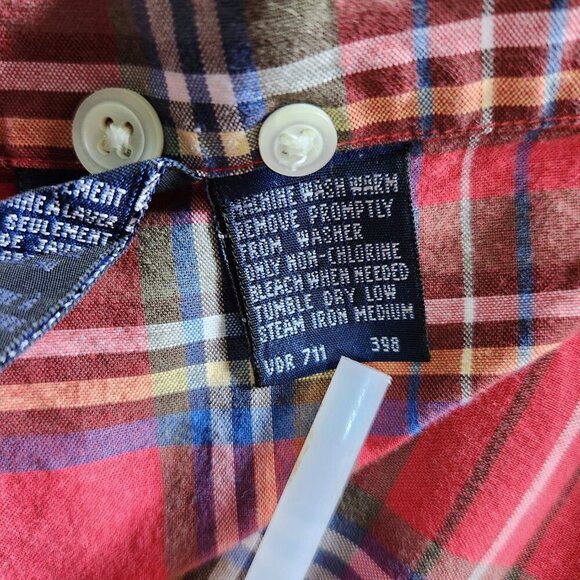 MACHINE WASH WARM
REMOVE PROMPTLY
FROM WASHER
ONLY NON-CHLORINE
BLEACH WHEN NEEDED
TUMBLE DRY LOW
STEAM IRON MEDIUM
VDR 711 398
SEULEMENT